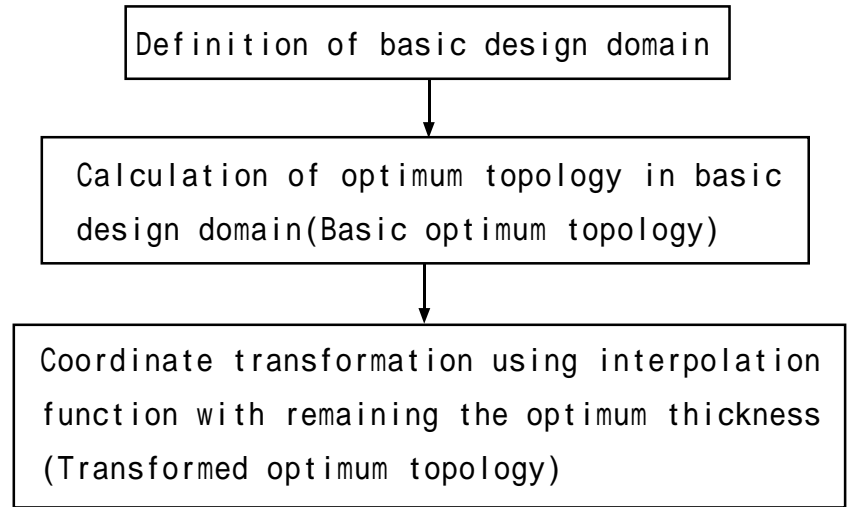 Definition of basic design domain
Calculation of optimum topology in basic
design domain(Basic optimum topology)
Coordinate transformation using interpolation
function with remaining the optimum thickness
(Transformed optimum topology)